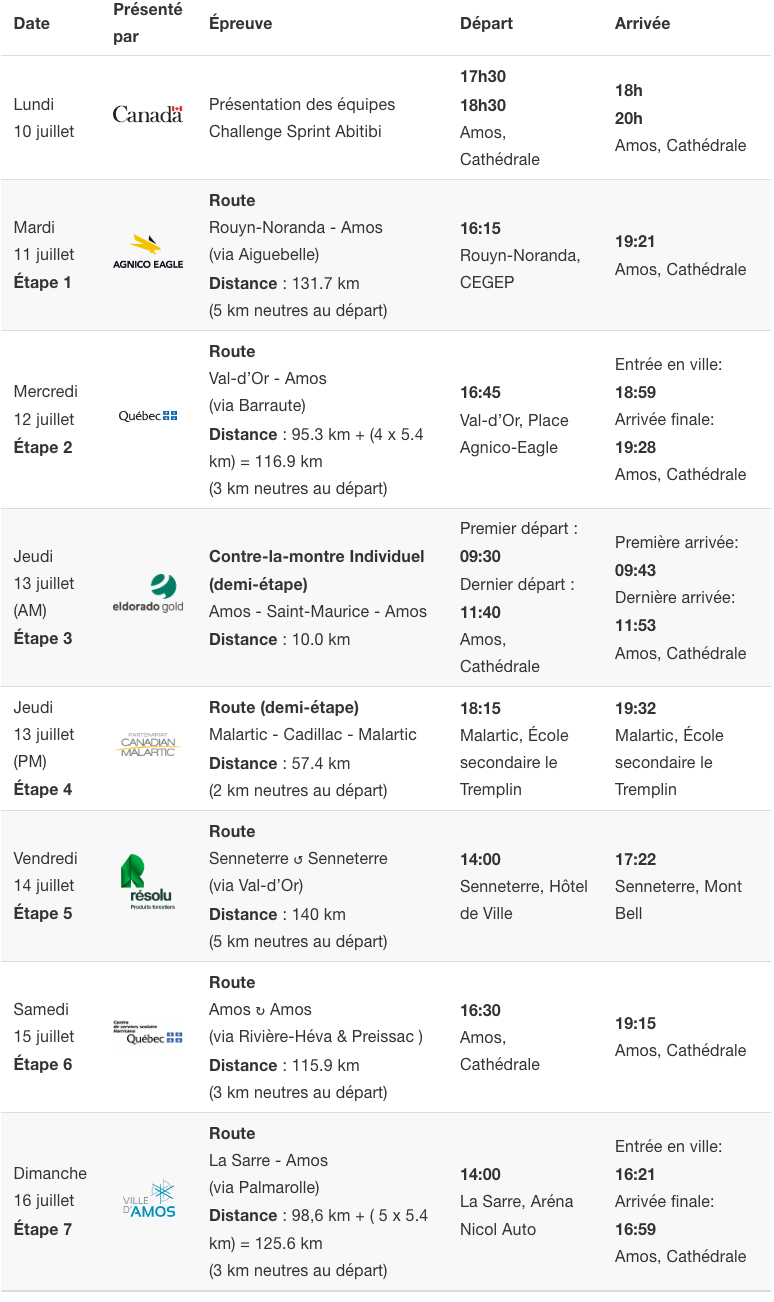 Date
Présenté
par
Épreuve
Départ
Arrivée
Lundi
10 juillet
Canada
Présentation des équipes
Challenge Sprint Abitibi
17h30
18h30
Amos,
Cathédrale
18h
20h
Amos, Cathédrale
Mardi
11 juillet
Étape 1
AGNICO EAGLE
Route
Rouyn-Noranda - Amos
(via Aiguebelle)
Distance : 131.7 km
(5 km neutres au départ)
16:15
Rouyn-Noranda,
CEGEP
19:21
Amos, Cathédrale
Mercredi
12 juillet
Étape 2
Québec
Route
Val-d’Or - Amos
(via Barraute)
Distance : 95.3 km + (4 x 5.4
km) = 116.9 km
(3 km neutres au départ)
16:45
Val-d’Or, Place
Agnico-Eagle
Entrée en ville:
18:59
Arrivée finale:
19:28
Amos, Cathédrale
Jeudi
13 juillet
(AM)
Étape 3
eldorado gold
Contre-la-montre Individuel
(demi-étape)
Amos - Saint-Maurice - Amos
Distance : 10.0 km
Premier départ :
09:30
Dernier départ :
11:40
Amos,
Cathédrale
Première arrivée:
09:43
Dernière arrivée:
11:53
Amos, Cathédrale
Jeudi
13 juillet
(PM)
Étape 4
PARTENARIAT
CANADIAN
MALARTIC
Route (demi-étape)
Malartic - Cadillac - Malartic
Distance : 57.4 km
(2 km neutres au départ)
18:15
Malartic, École
secondaire le
Tremplin
19:32
Malartic, École
secondaire le
Tremplin
Vendredi
14 juillet
Étape 5
résolu
Produits forestiers
Route
Senneterre ↺ Senneterre
(via Val-d’Or)
Distance : 140 km
(5 km neutres au départ)
14:00
Senneterre, Hôtel
de Ville
17:22
Senneterre, Mont
Bell
Samedi
15 juillet
Étape 6
Centre
de services scolaire
Harricana
Québec
Route
Amos ↻ Amos
(via Rivière-Héva & Preissac )
Distance : 115.9 km
(3 km neutres au départ)
16:30
Amos,
Cathédrale
19:15
Amos, Cathédrale
Dimanche
16 juillet
Étape 7
VILLE
D'AMOS
Route
La Sarre - Amos
(via Palmarolle)
Distance : 98,6 km + ( 5 x 5.4
km) = 125.6 km
(3 km neutres au départ)
14:00
La Sarre, Aréna
Nicol Auto
Entrée en ville:
16:21
Arrivée finale:
16:59
Amos, Cathédrale